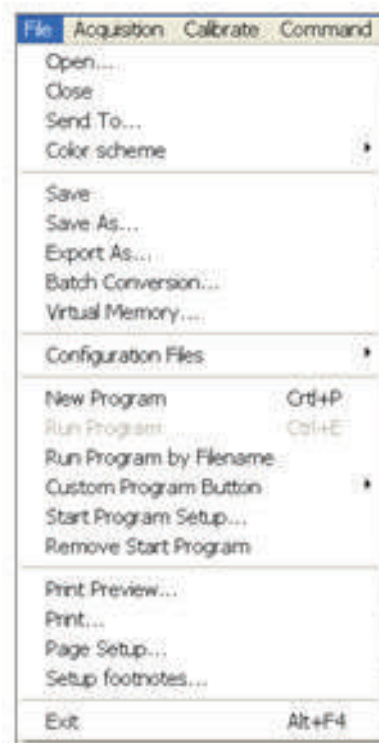 File Acquisition Calibrate Command
Open...
Close
Send To...
Color scheme
Save
Save As...
Export As...
Batch Conversion...
Virtual Memory...
Configuration Files
New Program Crtl+P
Run Program Ctrl+E
Run Program by Filename
Custom Program Button
Start Program Setup...
Remove Start Program
Print Preview...
Print...
Page Setup...
Setup footnotes...
Exit Alt+F4